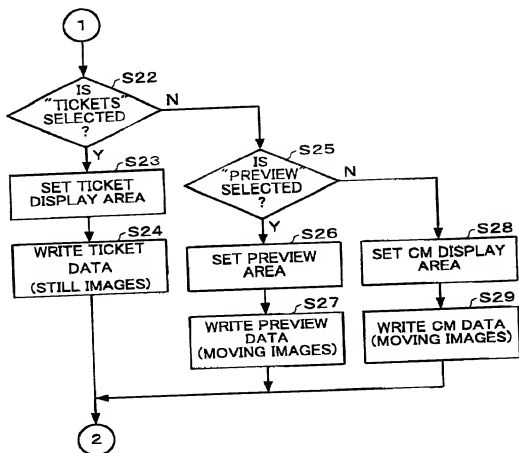 1
S22
IS
"TICKETS"
SELECTED
?
N
Y
S23
SET TICKET
DISPLAY AREA
S24
WRITE TICKET
DATA
(STILL IMAGES)
S25
IS
"PREVIEW"
SELECTED
?
N
Y
S26
SET PREVIEW
AREA
S27
WRITE PREVIEW
DATA
(MOVING IMAGES)
S28
SET CM DISPLAY
AREA
S29
WRITE CM DATA
(MOVING IMAGES)
2